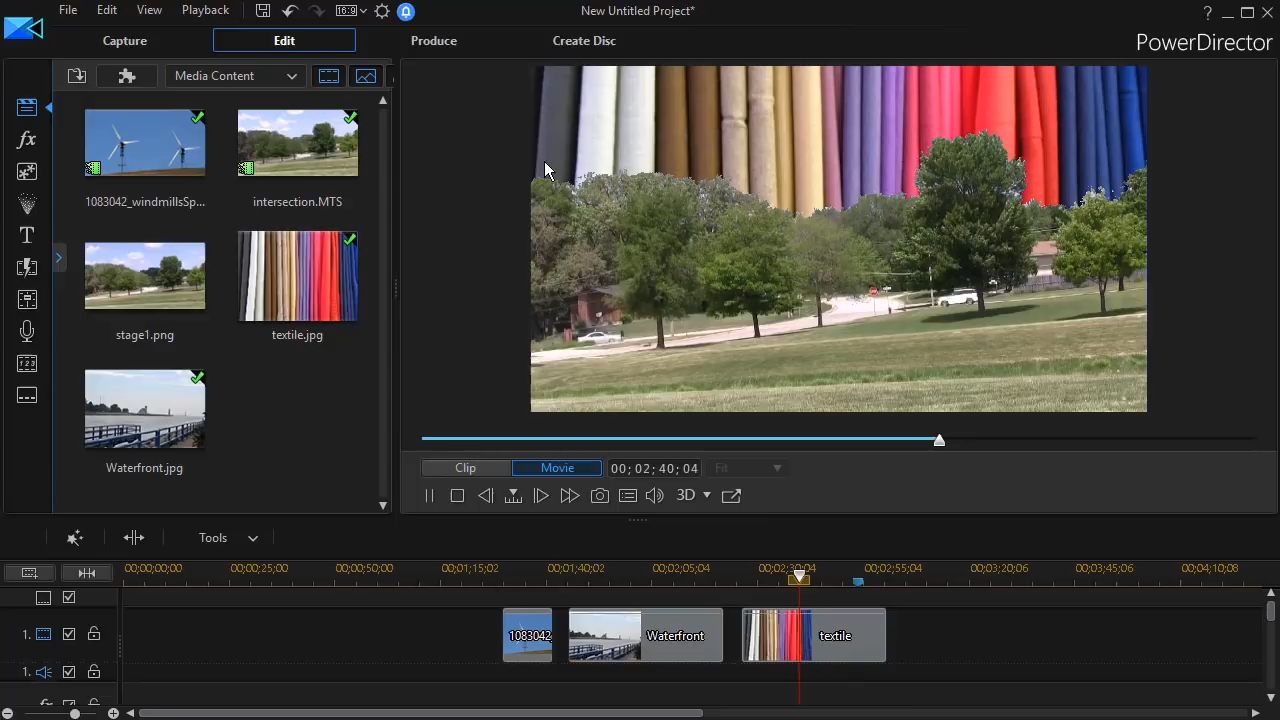 File Edit View Playback 16:9 New Untitled Project* ?
Capture Edit Produce Create Disc PowerDirector
Media Content
fx
T
1083042_windmillsSp... intersection.MTS
stage1.png textile.jpg
Waterfront.jpg
Clip Movie 00; 02; 40; 04 Fit
3D
Tools
00;00;00;00 00;00;25;00 00;00;50;00 00;01;15;02 00;01;40;02 00;02;05;04 00;02;30;04 00;02;55;04 00;03;20;06 00;03;45;06 00;04;10;08
1. 1083042 Waterfront textile
1.